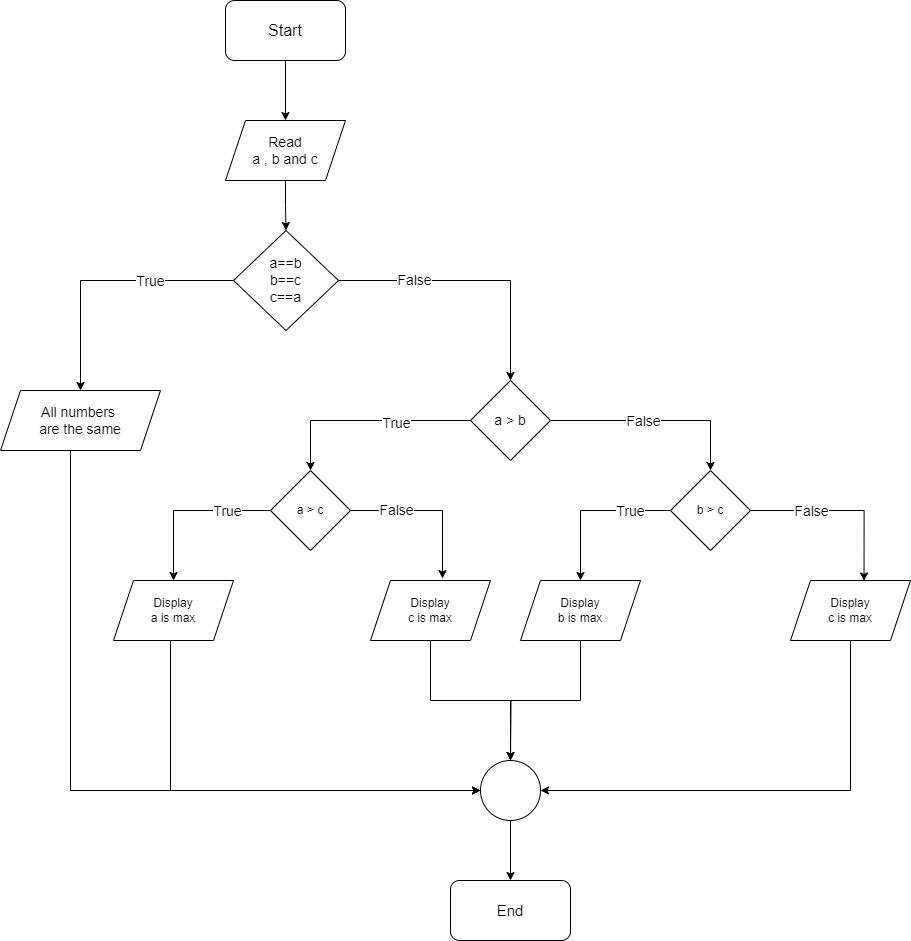 Start
Read
a , b and c
a==b
b==c
c==a
True
False
All numbers
are the same
a > b
True
False
a > c
True
False
b > c
True
False
Display
a is max
Display
c is max
Display
b is max
Display
c is max
End